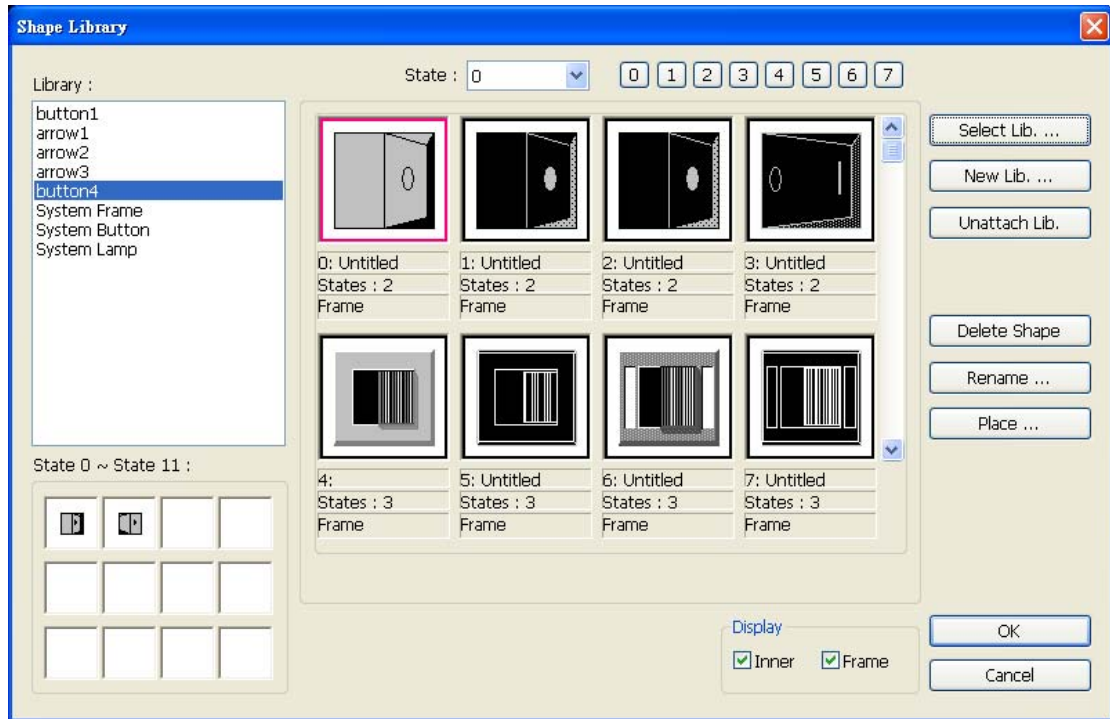 Shape Library
State : 0 0 1 2 3 4 5 6 7
Library :
button1
arrow1
arrow2
arrow3
button4
System Frame
System Button
System Lamp
0: Untitled 1: Untitled 2: Untitled 3: Untitled
States : 2 States : 2 States : 2 States : 2
Frame Frame Frame Frame
4: 5: Untitled 6: Untitled 7: Untitled
States : 3 States : 3 States : 3 States : 3
Frame Frame Frame Frame
Select Lib. ...
New Lib. ...
Unattach Lib.
Delete Shape
Rename ...
Place ...
State 0 ~ State 11 :
Display
Inner Frame
OK
Cancel